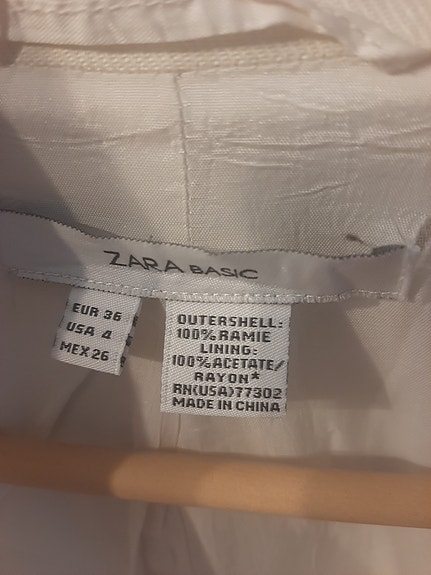 ZARA BASIC
EUR 36
USA 4
MEX 26
OUTERSHELL:
100% RAMIE
LINING:
100% ACETATE/
RAYON*
RN(USA)77302
MADE IN CHINA